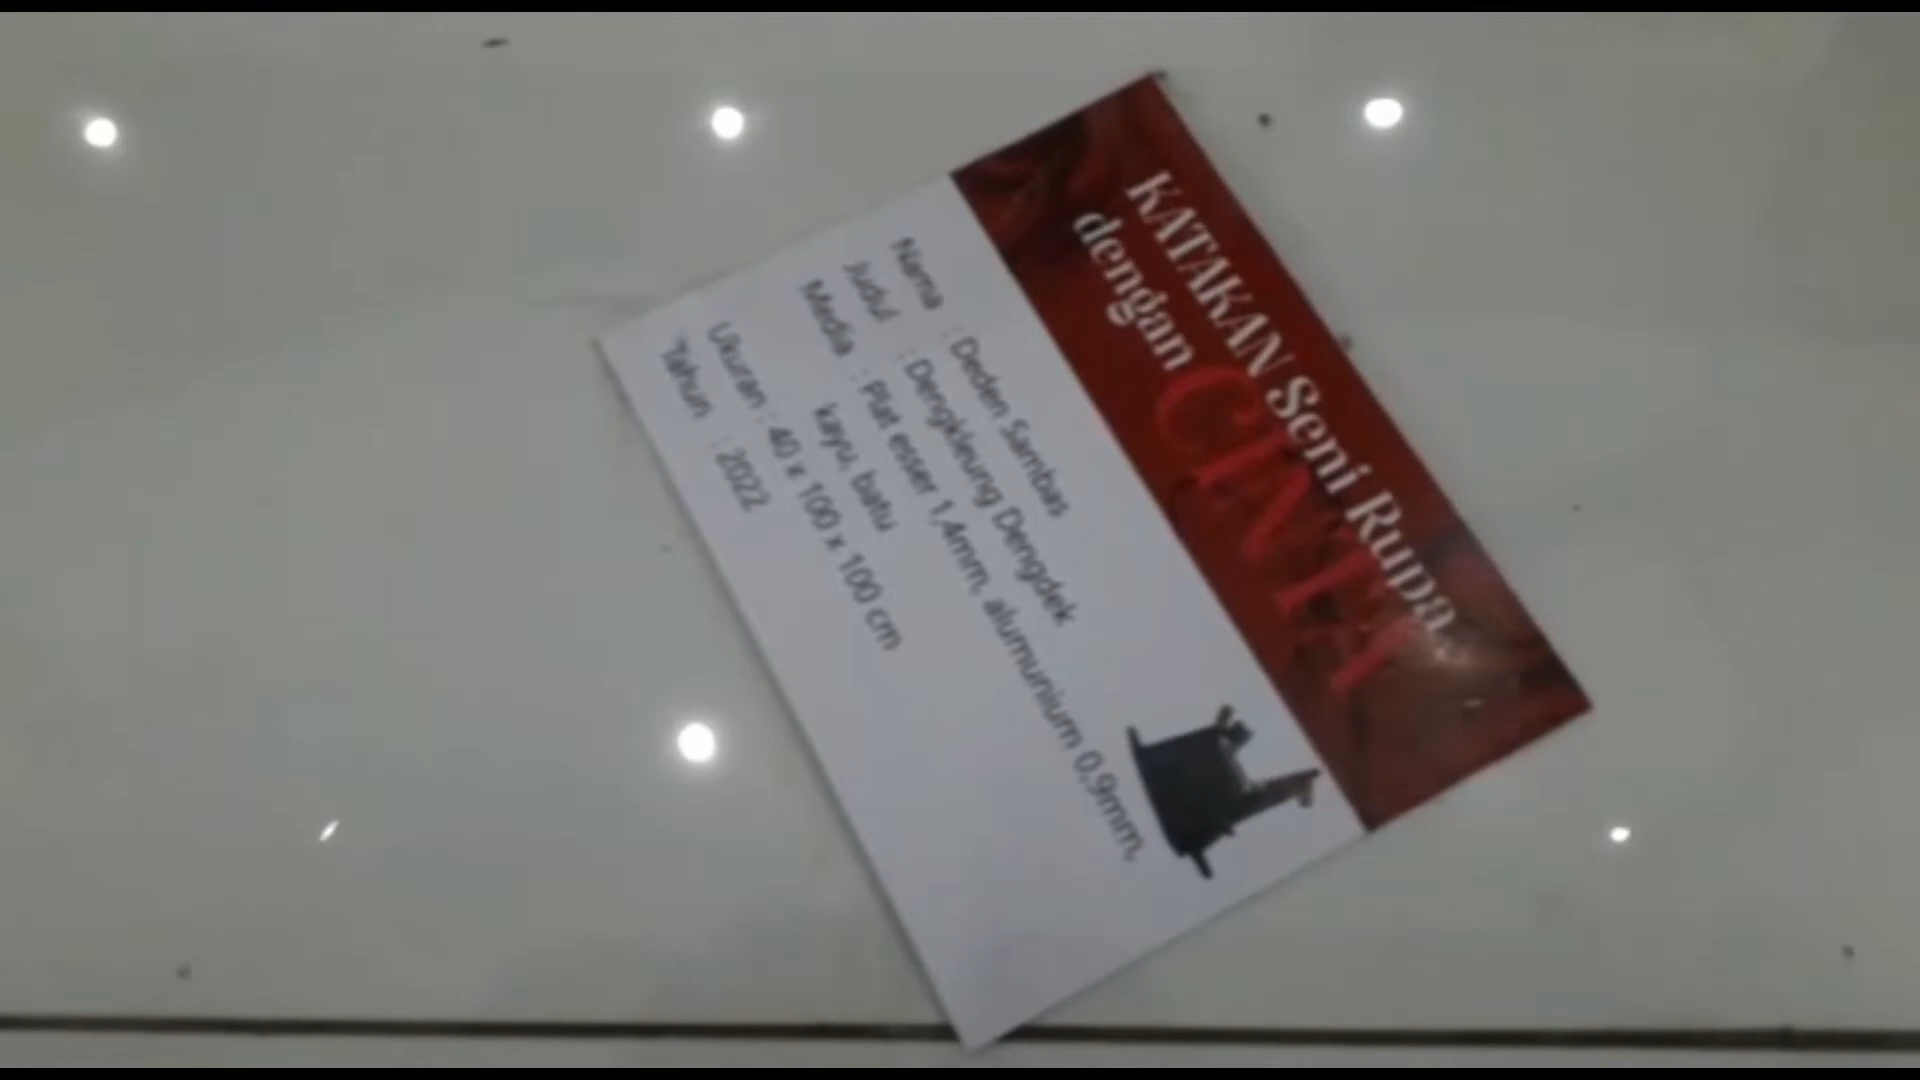 KATAKAN Seni Rupa
dengan CINTA
Nama : Deden Sambas
Judul : Dengkleung Dengdek
Media : Plat esser 1,4mm, alumunium 0,9mm,
kayu, batu
Ukuran : 40 x 100 x 100 cm
Tahun : 2022